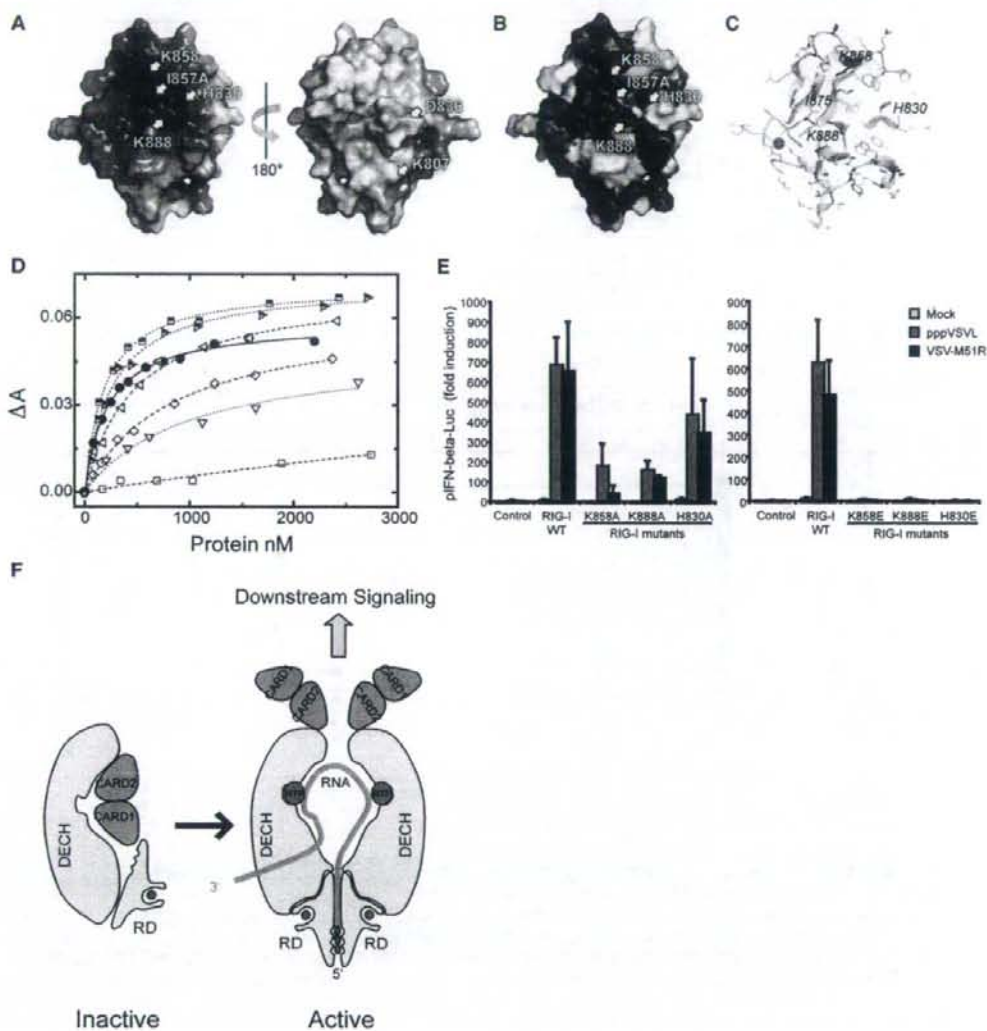 A
K858
I857A
H830
K888
180°
D836
K807
B
K858
I857A
H830
K888
C
K858
I875
H830
K888
D
ΔA
0.06
0.03
0.00
0
1000
2000
3000
Protein nM
E
pIFN-beta-Luc (fold induction)
1000
900
800
700
600
500
400
300
200
100
0
Control
RIG-I
WT
K858A
K888A
H830A
RIG-I mutants
900
800
700
600
500
400
300
200
100
0
Control
RIG-I
WT
K858E
K888E
H830E
RIG-I mutants
Mock
pppVSVL
VSV-M51R
F
Downstream Signaling
DECH
CARD2
CARD1
RD
Inactive
CARD2
RNA
DECH
DECH
3'
RD
RD
5'
Active